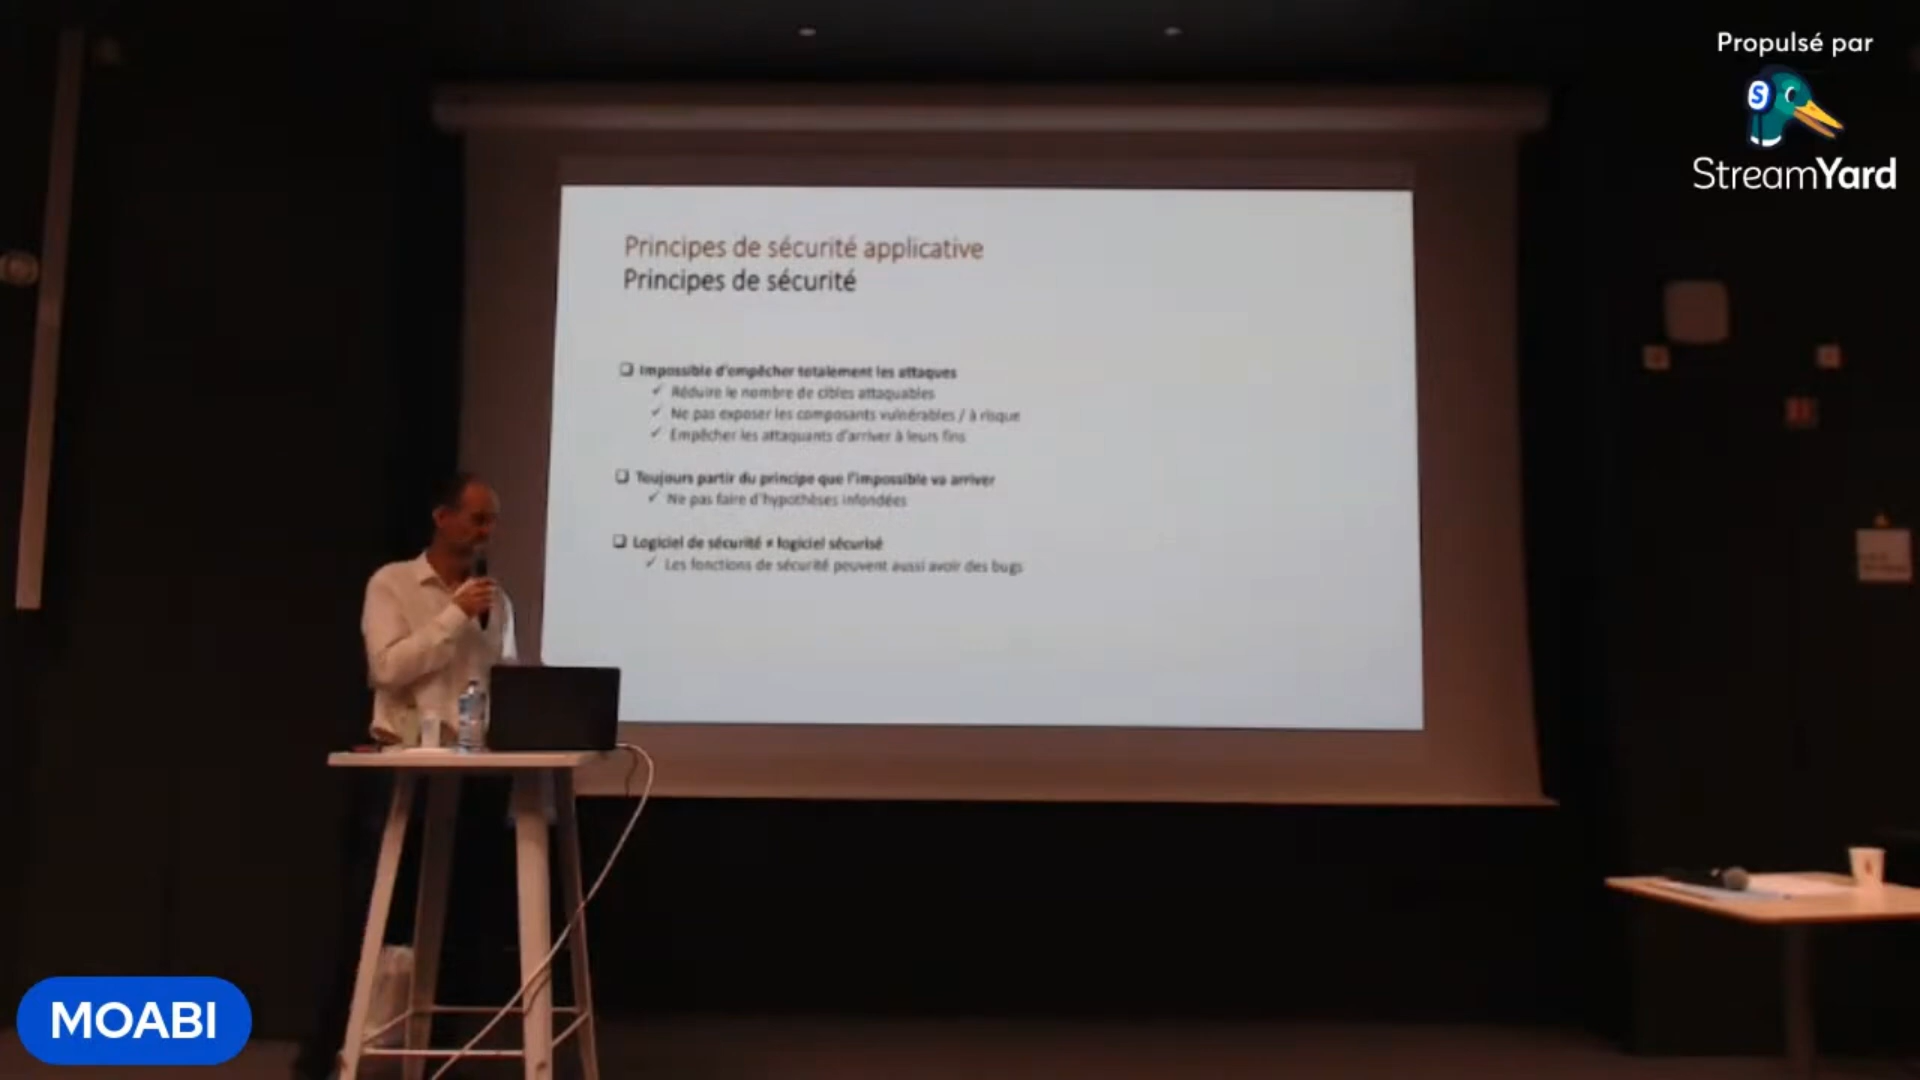 Propulsé par
StreamYard
Principes de sécurité applicative
Principes de sécurité
❑ Impossible d'empêcher totalement les attaques
✓ Réduire le nombre de cibles attaquables
✓ Ne pas exposer les composants vulnérables / à risque
✓ Empêcher les attaquants d'arriver à leurs fins
❑ Toujours partir du principe que l'impossible va arriver
✓ Ne pas faire d'hypothèses infondées
❑ Logiciel de sécurité ≠ logiciel sécurisé
✓ Les fonctions de sécurité peuvent aussi avoir des bugs
MOABI